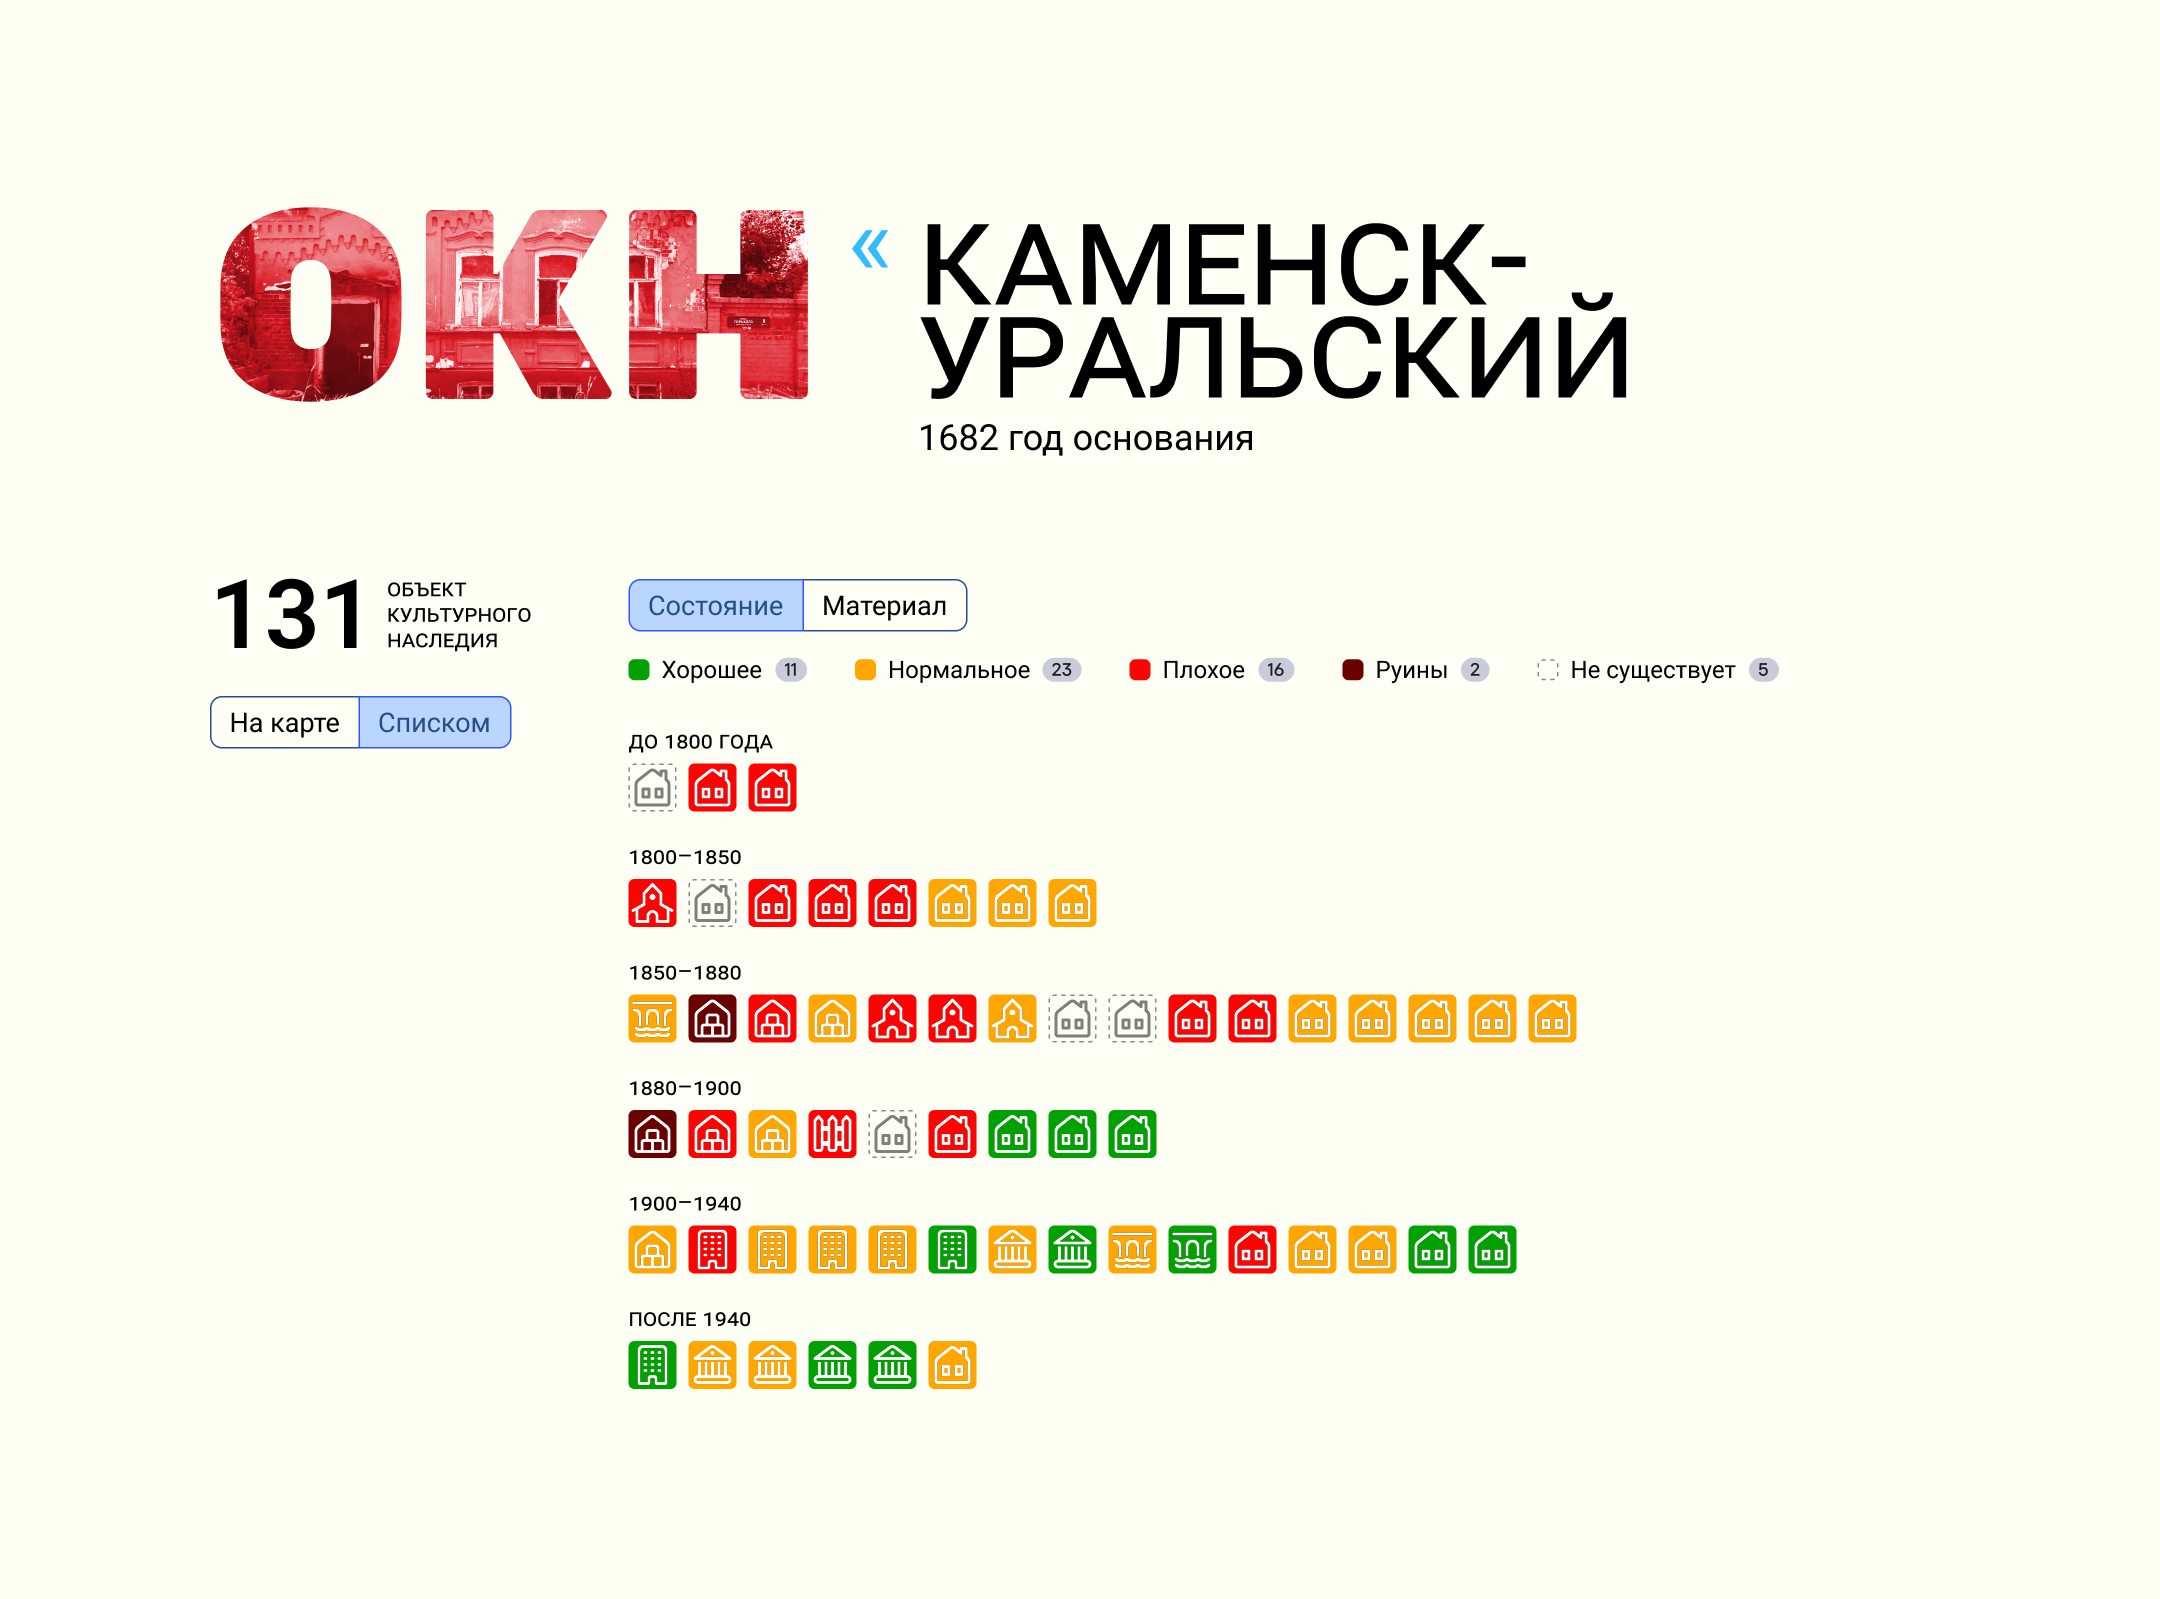 ОКН
«
КАМЕНСК-
УРАЛЬСКИЙ
1682 год основания
131
ОБЪЕКТ
КУЛЬТУРНОГО
НАСЛЕДИЯ
На карте Списком
Состояние Материал
Хорошее 11 Нормальное 23 Плохое 16 Руины 2 Не существует 5
ДО 1800 ГОДА
1800–1850
1850–1880
1880–1900
1900–1940
ПОСЛЕ 1940